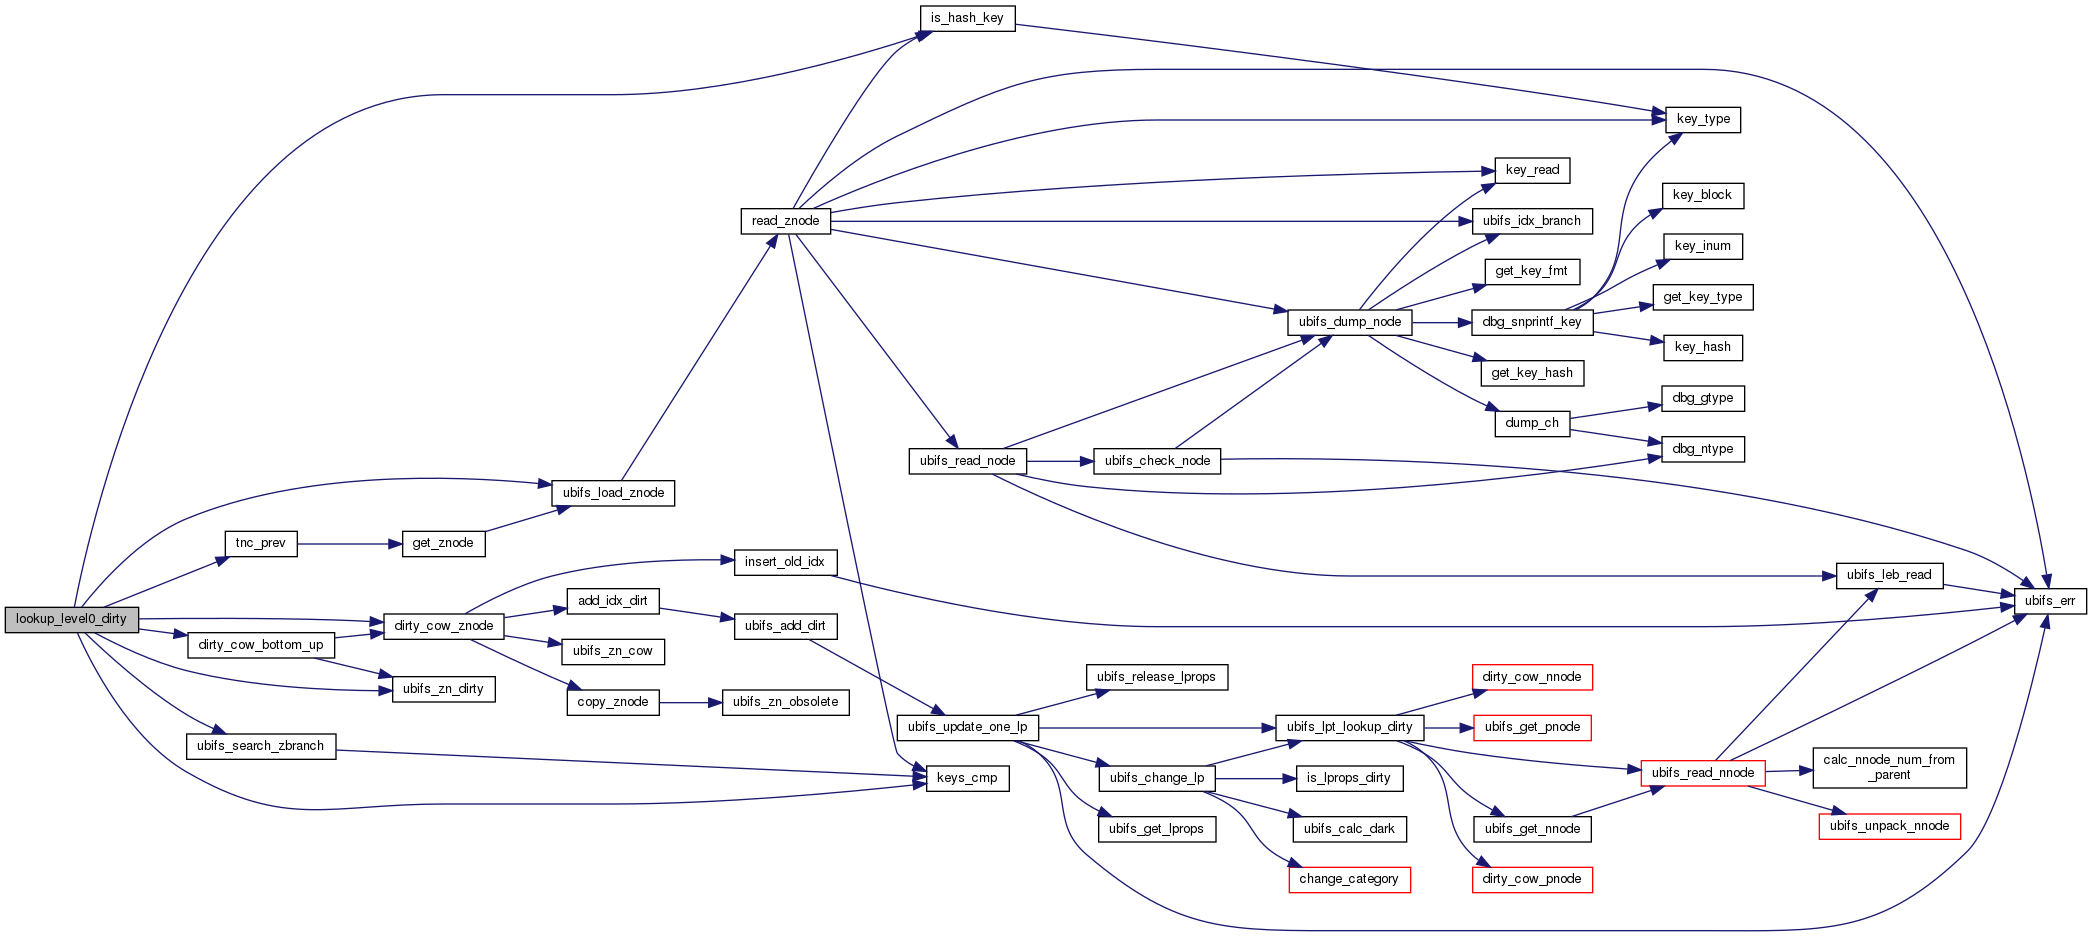 is_hash_key
key_type
key_read
key_block
read_znode
ubifs_idx_branch
key_inum
get_key_fmt
get_key_type
ubifs_dump_node
dbg_snprintf_key
key_hash
get_key_hash
dbg_gtype
dump_ch
dbg_ntype
ubifs_read_node
ubifs_check_node
ubifs_load_znode
tnc_prev
get_znode
insert_old_idx
ubifs_leb_read
add_idx_dirt
ubifs_err
lookup_level0_dirty
dirty_cow_znode
ubifs_add_dirt
dirty_cow_bottom_up
ubifs_zn_cow
ubifs_release_lprops
dirty_cow_nnode
ubifs_zn_dirty
copy_znode
ubifs_zn_obsolete
ubifs_update_one_lp
ubifs_lpt_lookup_dirty
ubifs_get_pnode
ubifs_search_zbranch
calc_nnode_num_from
_parent
keys_cmp
ubifs_change_lp
is_lprops_dirty
ubifs_read_nnode
ubifs_get_lprops
ubifs_calc_dark
ubifs_get_nnode
ubifs_unpack_nnode
change_category
dirty_cow_pnode